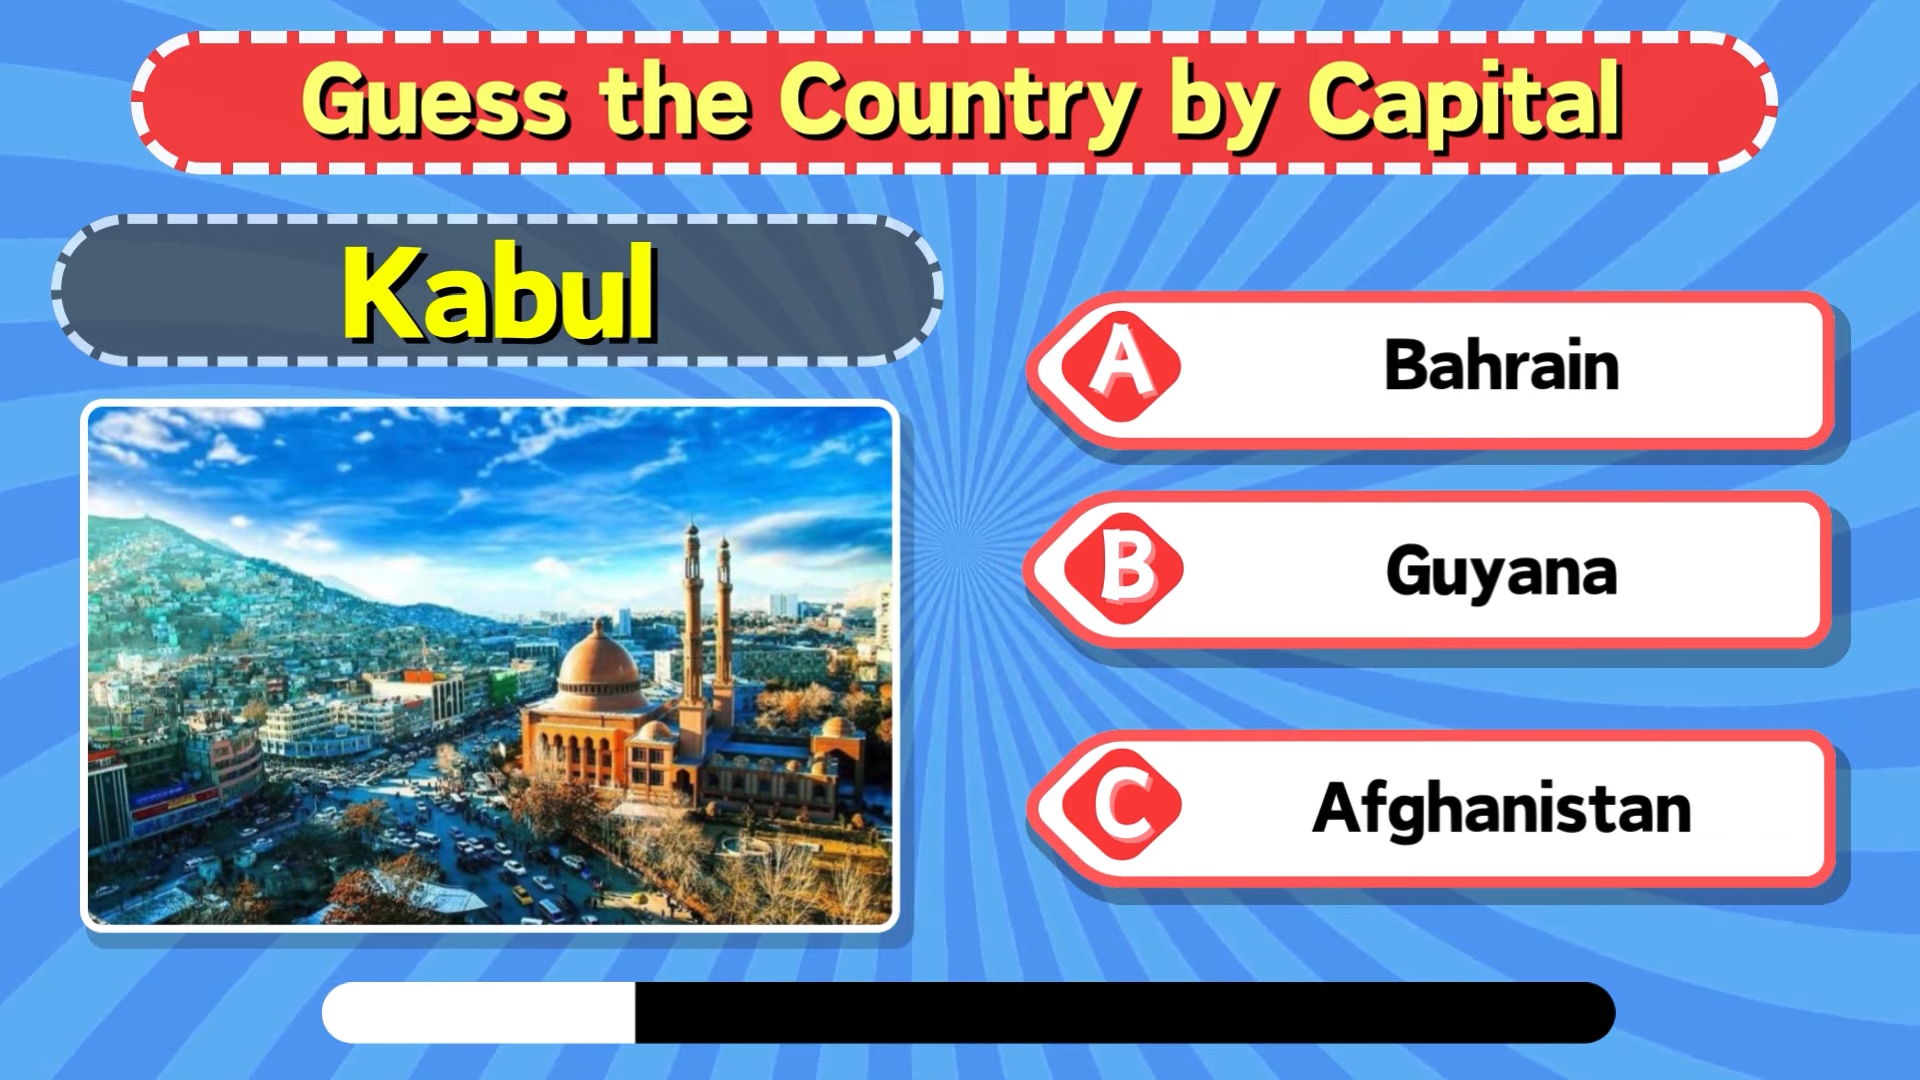 Guess the Country by Capital
Kabul
A
Bahrain
B
Guyana
C
Afghanistan